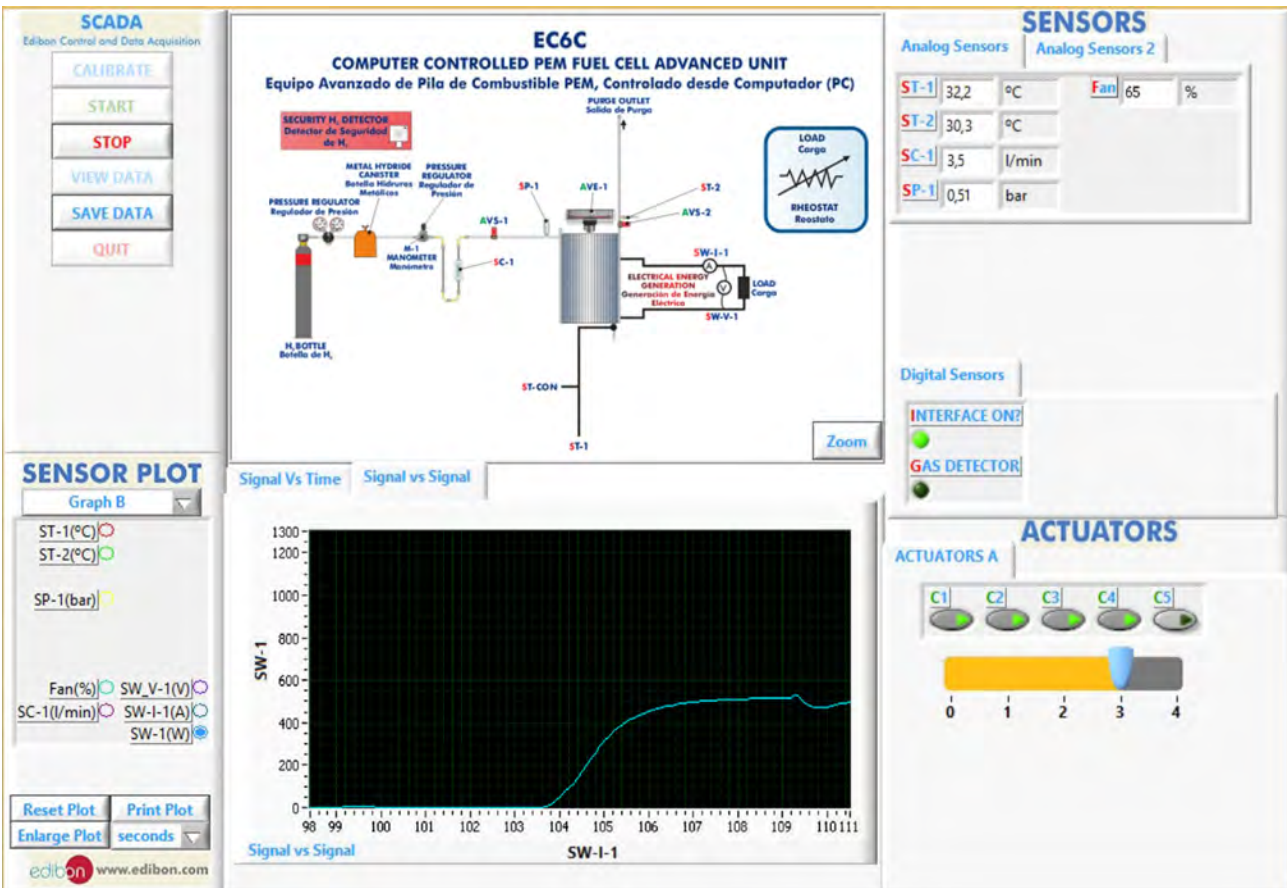 SCADA
Edibon Control and Data Acquisition
CALIBRATE
START
STOP
VIEW DATA
SAVE DATA
QUIT
EC6C
COMPUTER CONTROLLED PEM FUEL CELL ADVANCED UNIT
Equipo Avanzado de Pila de Combustible PEM, Controlado desde Computador (PC)
PURGE OUTLET
Salida de Purga
SECURITY H₂ DETECTOR
Detector de Seguridad
de H₂
METAL HYDRIDE
CANISTER
Botella Hidruros
Metálicos
PRESSURE
REGULATOR
Regulador de
Presión
PRESSURE REGULATOR
Regulador de Presión
M-1
MANOMETER
Manómetro
SC-1
AVS-1
SP-1
AVE-1
ST-2
AVS-2
LOAD
Carga
RHEOSTAT
Reostato
SW-I-1
A
V
ELECTRICAL ENERGY
GENERATION
Generación de Energía
Eléctrica
LOAD
Carga
SW-V-1
H₂ BOTTLE
Botella de H₂
ST-CON
ST-1
Zoom
SENSORS
Analog Sensors
Analog Sensors 2
ST-1 32,2 ºC
Fan 65 %
ST-2 30,3 ºC
SC-1 3,5 l/min
SP-1 0,51 bar
Digital Sensors
INTERFACE ON?
GAS DETECTOR
SENSOR PLOT
Graph B
ST-1(ºC)
ST-2(ºC)
SP-1(bar)
Fan(%) SW_V-1(V)
SC-1(l/min) SW-I-1(A)
SW-1(W)
Reset Plot
Print Plot
Enlarge Plot
seconds
edibon www.edibon.com
Signal Vs Time
Signal vs Signal
1300
1200
1000
800
600
400
200
0
SW-1
98 99 100 101 102 103 104 105 106 107 108 109 110 111
Signal vs Signal
SW-I-1
ACTUATORS
ACTUATORS A
C1 C2 C3 C4 C5
0 1 2 3 4